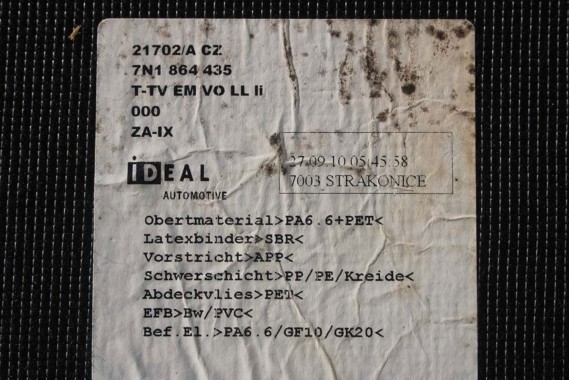 21702/A CZ
7N1 864 435
T-TV EM VO LL li
000
ZA-IX
27.09.10 05:45:58
7003 STRAKONICE
iDEAL
AUTOMOTIVE
Obertmaterial>PA6.6+PET<
Latexbinder>SBR<
Vorstricht>APP<
Schwerschicht>PP/PE/Kreide<
Abdeckvlies>PET<
EFB>Bw/PVC<
Bef.El.>PA6.6/GF10/GK20<